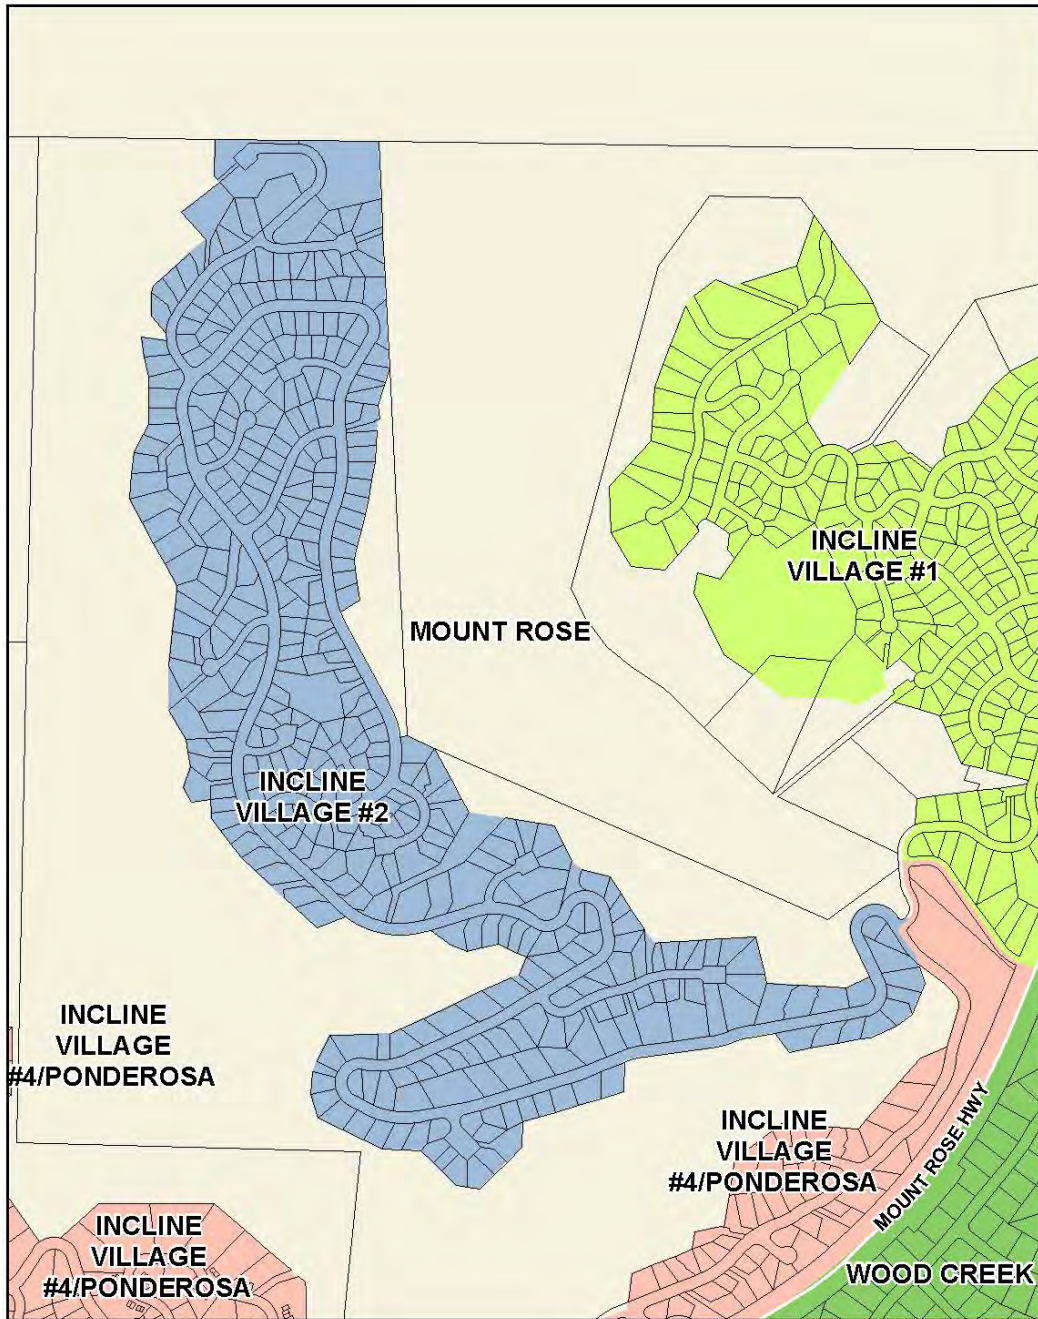 INCLINE
VILLAGE #1
MOUNT ROSE
INCLINE
VILLAGE #2
INCLINE
VILLAGE
#4/PONDEROSA
INCLINE
VILLAGE
#4/PONDEROSA
MOUNT ROSE HWY
INCLINE
VILLAGE
#4/PONDEROSA
WOOD CREEK